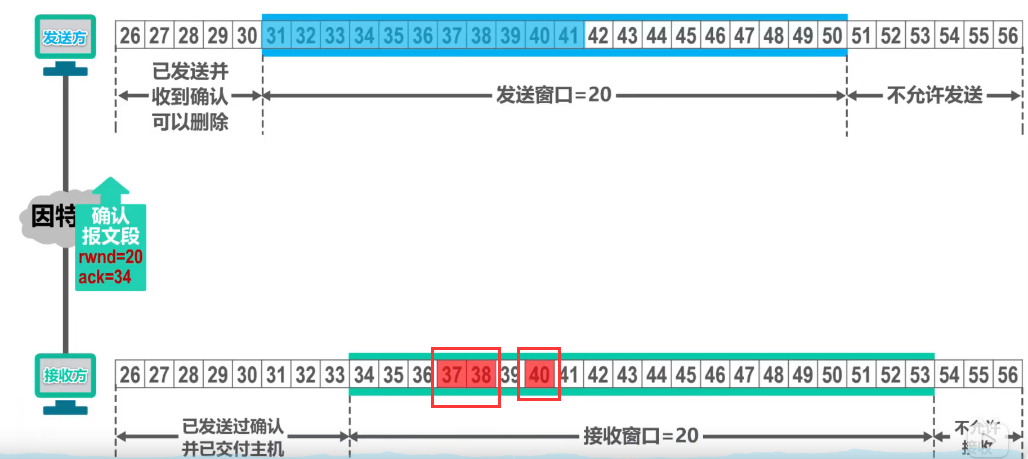 发送方
26 27 28 29 30 31 32 33 34 35 36 37 38 39 40 41 42 43 44 45 46 47 48 49 50 51 52 53 54 55 56
已发送并
收到确认
可以删除
发送窗口=20
不允许发送
因特
确认
报文段
rwnd=20
ack=34
接收方
26 27 28 29 30 31 32 33 34 35 36 37 38 39 40 41 42 43 44 45 46 47 48 49 50 51 52 53 54 55 56
已发送过确认
并已交付主机
接收窗口=20
不允许
接收